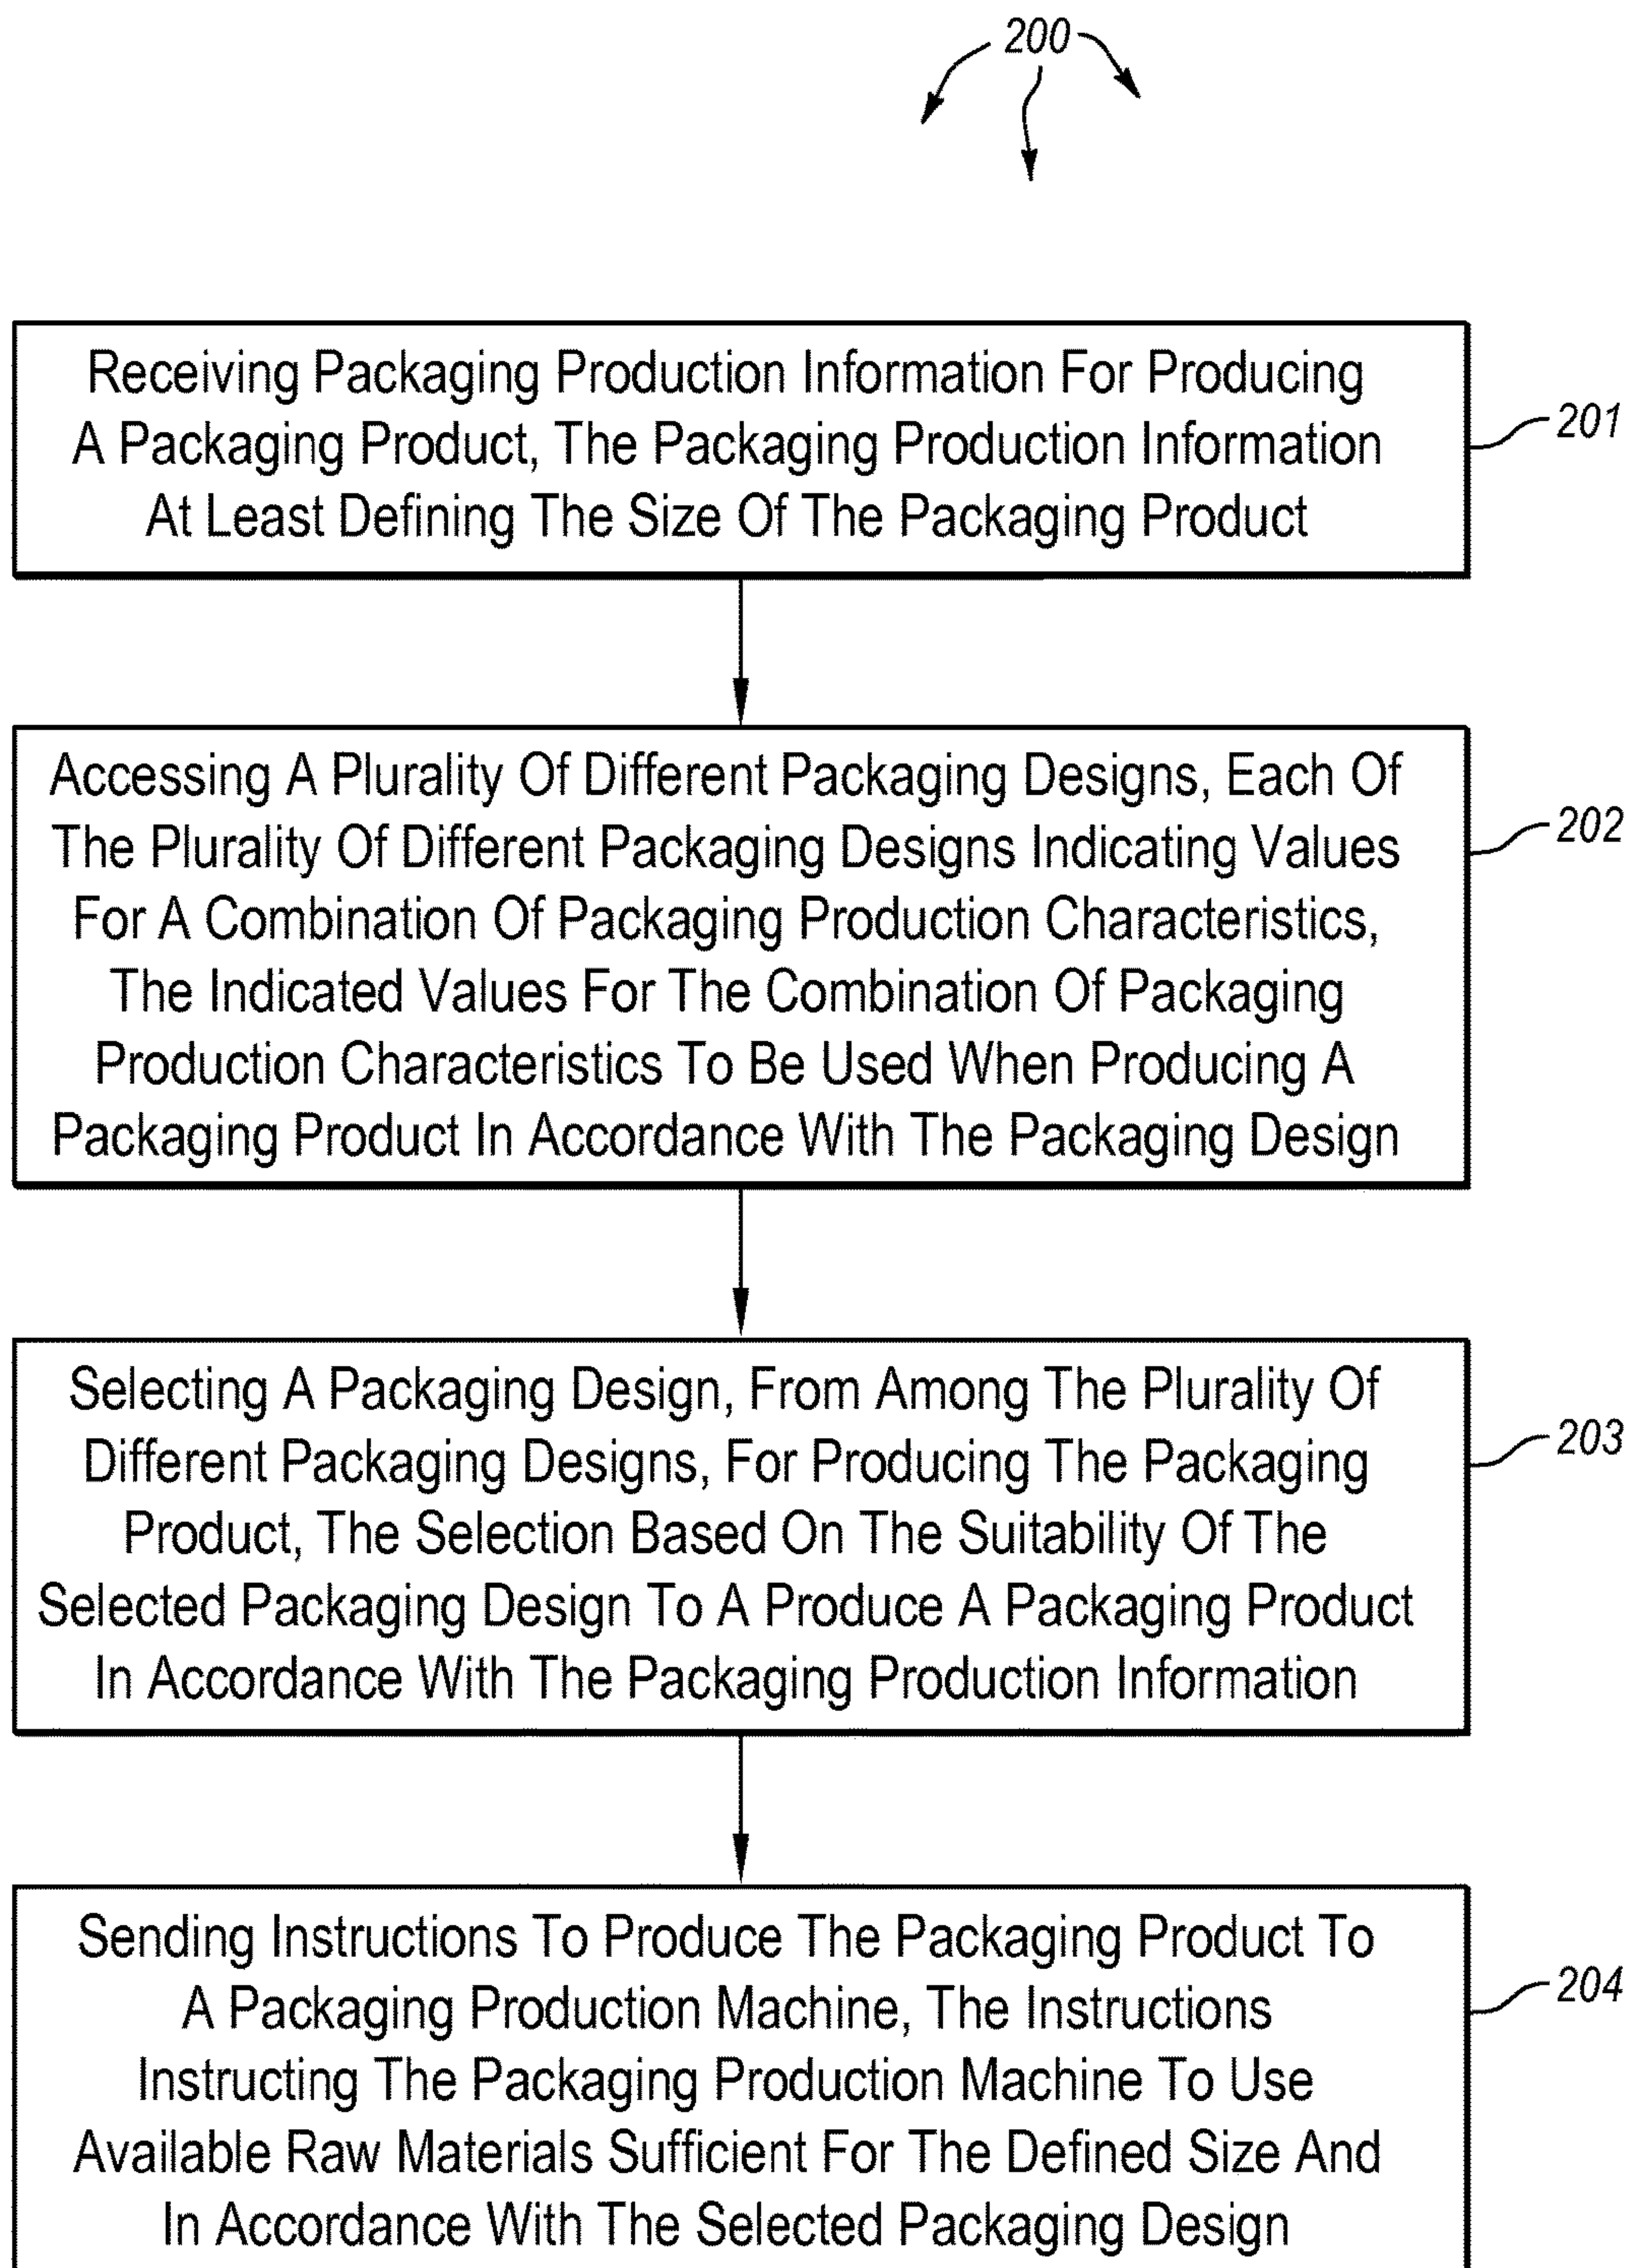 200
Receiving Packaging Production Information For Producing
A Packaging Product, The Packaging Production Information
At Least Defining The Size Of The Packaging Product
201
Accessing A Plurality Of Different Packaging Designs, Each Of
The Plurality Of Different Packaging Designs Indicating Values
For A Combination Of Packaging Production Characteristics,
The Indicated Values For The Combination Of Packaging
Production Characteristics To Be Used When Producing A
Packaging Product In Accordance With The Packaging Design
202
Selecting A Packaging Design, From Among The Plurality Of
Different Packaging Designs, For Producing The Packaging
Product, The Selection Based On The Suitability Of The
Selected Packaging Design To A Produce A Packaging Product
In Accordance With The Packaging Production Information
203
Sending Instructions To Produce The Packaging Product To
A Packaging Production Machine, The Instructions
Instructing The Packaging Production Machine To Use
Available Raw Materials Sufficient For The Defined Size And
In Accordance With The Selected Packaging Design
204